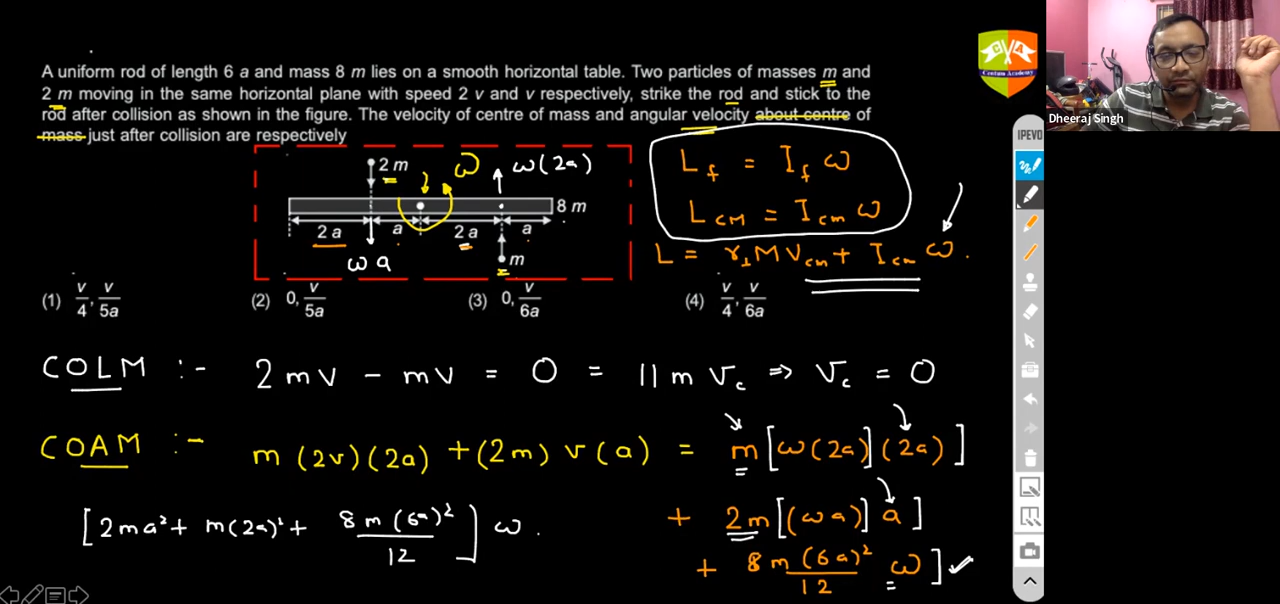 A uniform rod of length 6 a and mass 8 m lies on a smooth horizontal table. Two particles of masses m and
2 m moving in the same horizontal plane with speed 2 v and v respectively, strike the rod and stick to the
rod after collision as shown in the figure. The velocity of centre of mass and angular velocity about centre of
mass just after collision are respectively
Dheeraj Singh
IPEVO
2 m ω ω(2a)
8 m
2 a a 2 a a
ωa m
L_f = I_f ω
L_CM = I_cm ω
L = r⊥ M V_cm + I_cm ω.
(1) v/4, v/5a (2) 0, v/5a (3) 0, v/6a (4) v/4, v/6a
COLM :- 2mv - mv = 0 = 11m V_c ⇒ V_c = 0
COAM :- m(2v)(2a) + (2m)v(a) = m[ω(2a)](2a)]
+ 2m[(ωa)]a]
[2ma² + m(2a)² + 8m(6a)²/12] ω.
+ 8m(6a)²/12 ω] ✓